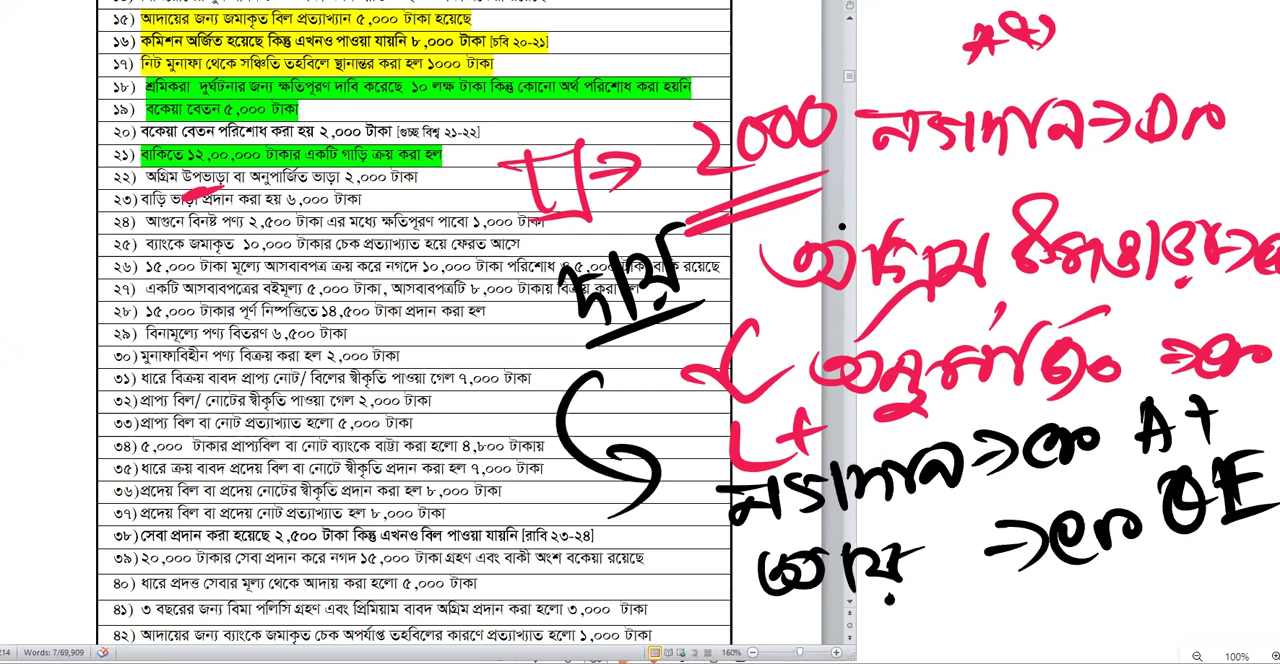 ১৫) আদায়ের জন্য জমাকৃত বিল প্রত্যাখ্যান ৫,০০০ টাকা হয়েছে
১৬) কমিশন অর্জিত হয়েছে কিন্তু এখনও পাওয়া যায়নি ৮,০০০ টাকা [চবি ২০-২১]
১৭) নিট মুনাফা থেকে সঞ্চিতি তহবিলে স্থানান্তর করা হল ১০০০ টাকা
১৮) শ্রমিকরা দুর্ঘটনার জন্য ক্ষতিপূরণ দাবি করেছে ১০ লক্ষ টাকা কিন্তু কোনো অর্থ পরিশোধ করা হয়নি
১৯) বকেয়া বেতন ৫,০০০ টাকা
২০) বকেয়া বেতন পরিশোধ করা হয় ২,০০০ টাকা [গুচ্ছ বিশ্ব ২১-২২]
২১) বাকিতে ১২,০০,০০০ টাকার একটি গাড়ি ক্রয় করা হল
২২) অগ্রিম উপভাড়া বা অনুপার্জিত ভাড়া ২,০০০ টাকা
২৩) বাড়ি ভাড়া প্রদান করা হয় ৬,০০০ টাকা
২৪) আগুনে বিনষ্ট পণ্য ২,৫০০ টাকা এর মধ্যে ক্ষতিপূরণ পাবো ১,০০০ টাকা
২৫) ব্যাংকে জমাকৃত ১০,০০০ টাকার চেক প্রত্যাখ্যাত হয়ে ফেরত আসে
২৬) ১৫,০০০ টাকা মূল্যে আসবাবপত্র ক্রয় করে নগদে ১০,০০০ টাকা পরিশোধ ৫,০০০ টাকা বাকি রয়েছে
২৭) একটি আসবাবপত্রের বইমূল্য ৫,০০০ টাকা, আসবাবপত্রটি ৮,০০০ টাকায় বিক্রয় করা হল
২৮) ১৫,০০০ টাকার পূর্ণ নিষ্পত্তিতে ১৪,৫০০ টাকা প্রদান করা হল
২৯) বিনামূল্যে পণ্য বিতরণ ৬,৫০০ টাকা
৩০) মুনাফাবিহীন পণ্য বিক্রয় করা হল ২,০০০ টাকা
৩১) ধারে বিক্রয় বাবদ প্রাপ্য নোট/ বিলের স্বীকৃতি পাওয়া গেল ৭,০০০ টাকা
৩২) প্রাপ্য বিল/ নোটের স্বীকৃতি পাওয়া গেল ২,০০০ টাকা
৩৩) প্রাপ্য বিল বা নোট প্রত্যাখ্যাত হলো ৫,০০০ টাকা
৩৪) ৫,০০০ টাকার প্রাপ্যবিল বা নোট ব্যাংকে বাট্টা করা হলো ৪,৮০০ টাকায়
৩৫) ধারে ক্রয় বাবদ প্রদেয় বিল বা নোটে স্বীকৃতি প্রদান করা হল ৭,০০০ টাকা
৩৬) প্রদেয় বিল বা প্রদেয় নোটের স্বীকৃতি প্রদান করা হল ৮,০০০ টাকা
৩৭) প্রদেয় বিল বা প্রদেয় নোট প্রত্যাখ্যাত হল ৮,০০০ টাকা
৩৮) সেবা প্রদান করা হয়েছে ২,৫০০ টাকা কিন্তু এখনও বিল পাওয়া যায়নি [রাবি ২৩-২৪]
৩৯) ২০,০০০ টাকার সেবা প্রদান করে নগদ ১৫,০০০ টাকা গ্রহণ এবং বাকী অংশ বকেয়া রয়েছে
৪০) ধারে প্রদত্ত সেবার মূল্য থেকে আদায় করা হলো ৫,০০০ টাকা
৪১) ৩ বছরের জন্য বিমা পলিসি গ্রহণ এবং প্রিমিয়াম বাবদ অগ্রিম প্রদান করা হলো ৩,০০০ টাকা
৪২) আদায়ের জন্য ব্যাংকে জমাকৃত চেক অপর্যাপ্ত তহবিলের কারণে প্রত্যাখ্যাত হলো ১,০০০ টাকা
2000 নগদান→Dr
দায়
L+
নগদান→ A+
আয় → OE
214 Words: 7/69,909
160%
100%